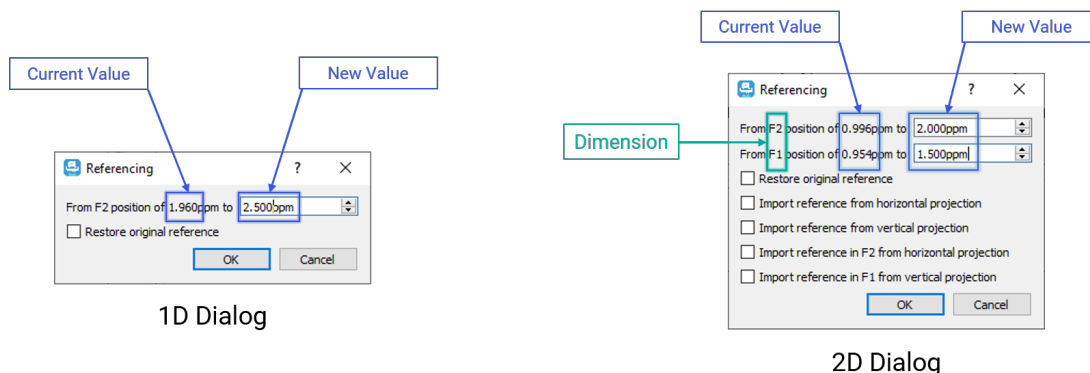 Current Value
New Value
Referencing
?
From F2 position of 1.960ppm to 2.500ppm
Restore original reference
OK Cancel
1D Dialog
Current Value
New Value
Dimension
Referencing
?
From F2 position of 0.996ppm to 2.000ppm
From F1 position of 0.954ppm to 1.500ppm
Restore original reference
Import reference from horizontal projection
Import reference from vertical projection
Import reference in F2 from horizontal projection
Import reference in F1 from vertical projection
OK Cancel
2D Dialog